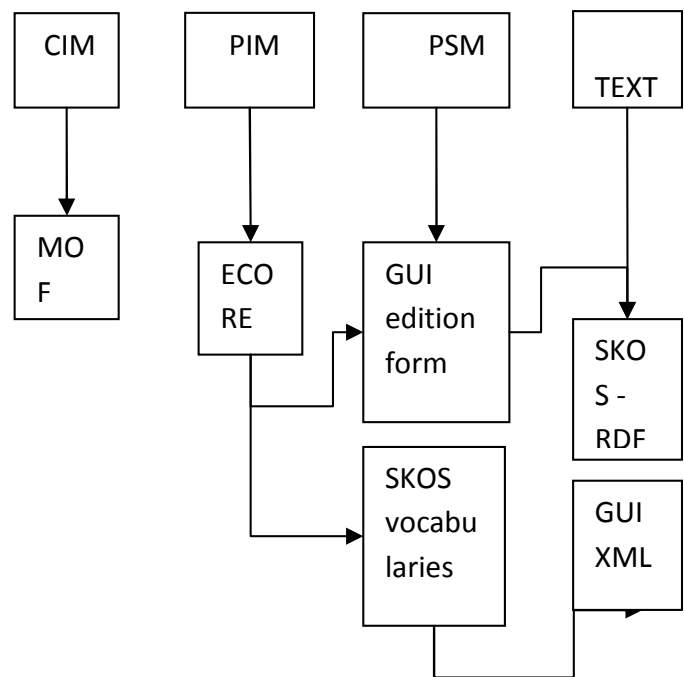 CIM
PIM
PSM
TEXT
MO
F
ECO
RE
GUI
edition
form
SKO
S -
RDF
SKOS
vocabu
laries
GUI
XML